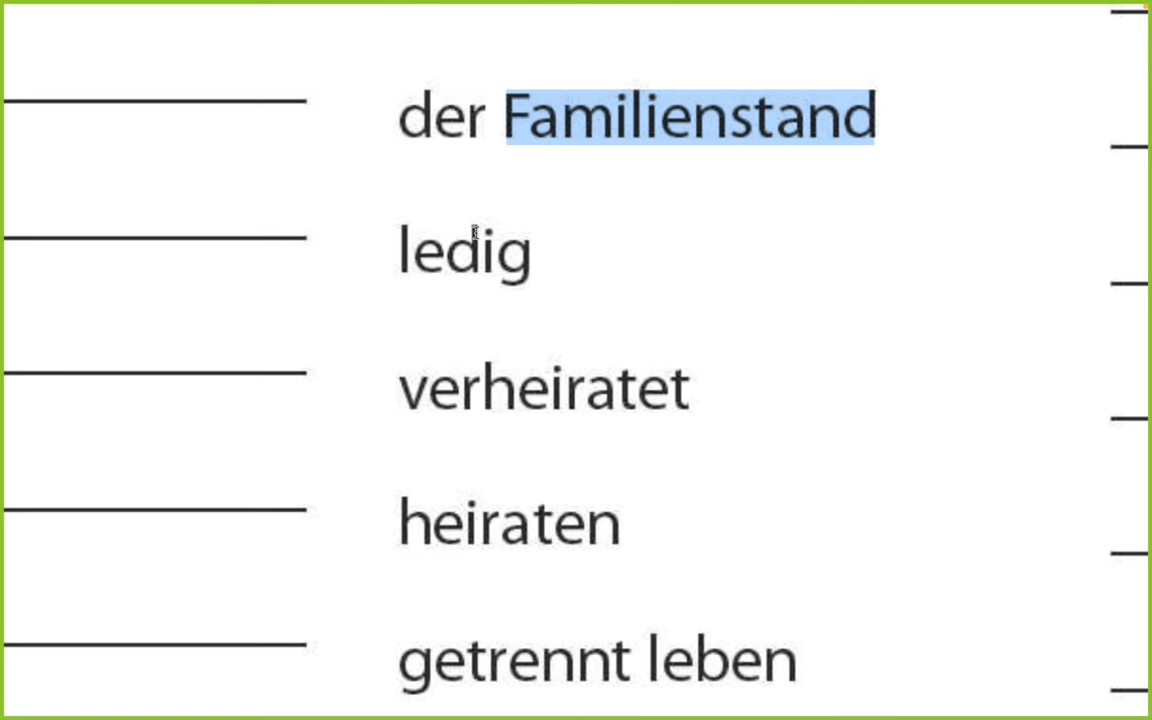 der Familienstand
ledig
verheiratet
heiraten
getrennt leben